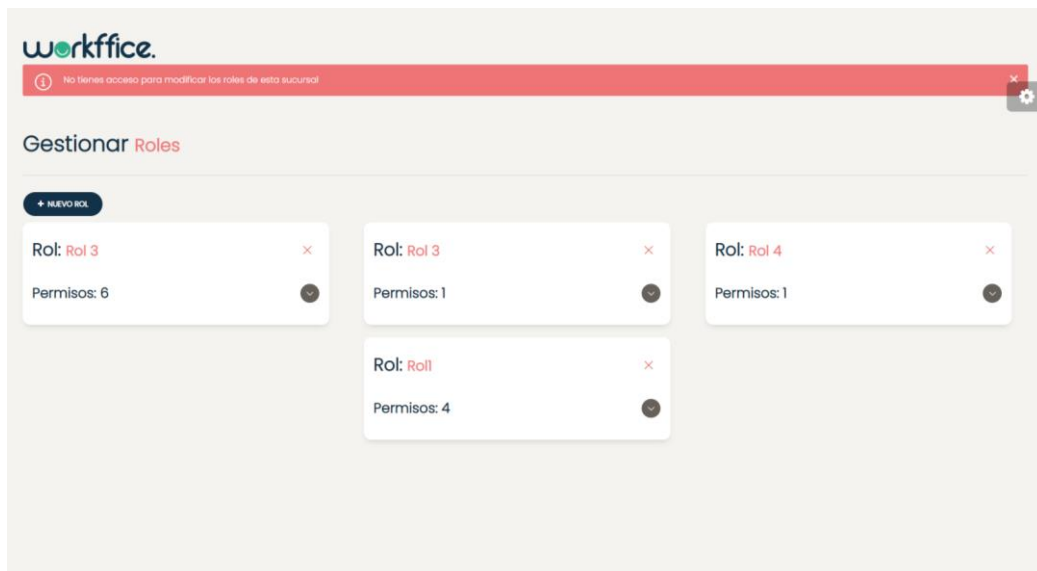 workffice.
No tienes acceso para modificar los roles de esta sucursal
Gestionar Roles
+ NUEVO ROL
Rol: Rol 3
Permisos: 6
Rol: Rol 3
Permisos: 1
Rol: Rol 4
Permisos: 1
Rol: Rol1
Permisos: 4